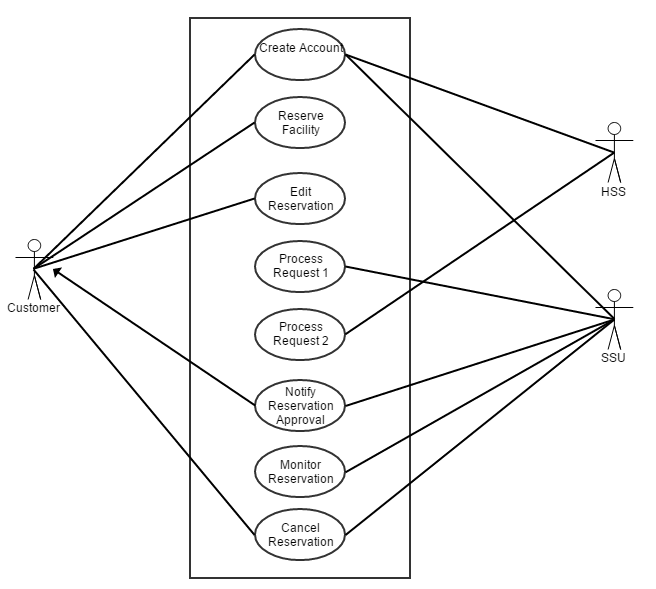 Create Account
Reserve
Facility
HSS
Edit
Reservation
Customer
Process
Request 1
Process
Request 2
SSU
Notify
Reservation
Approval
Monitor
Reservation
Cancel
Reservation